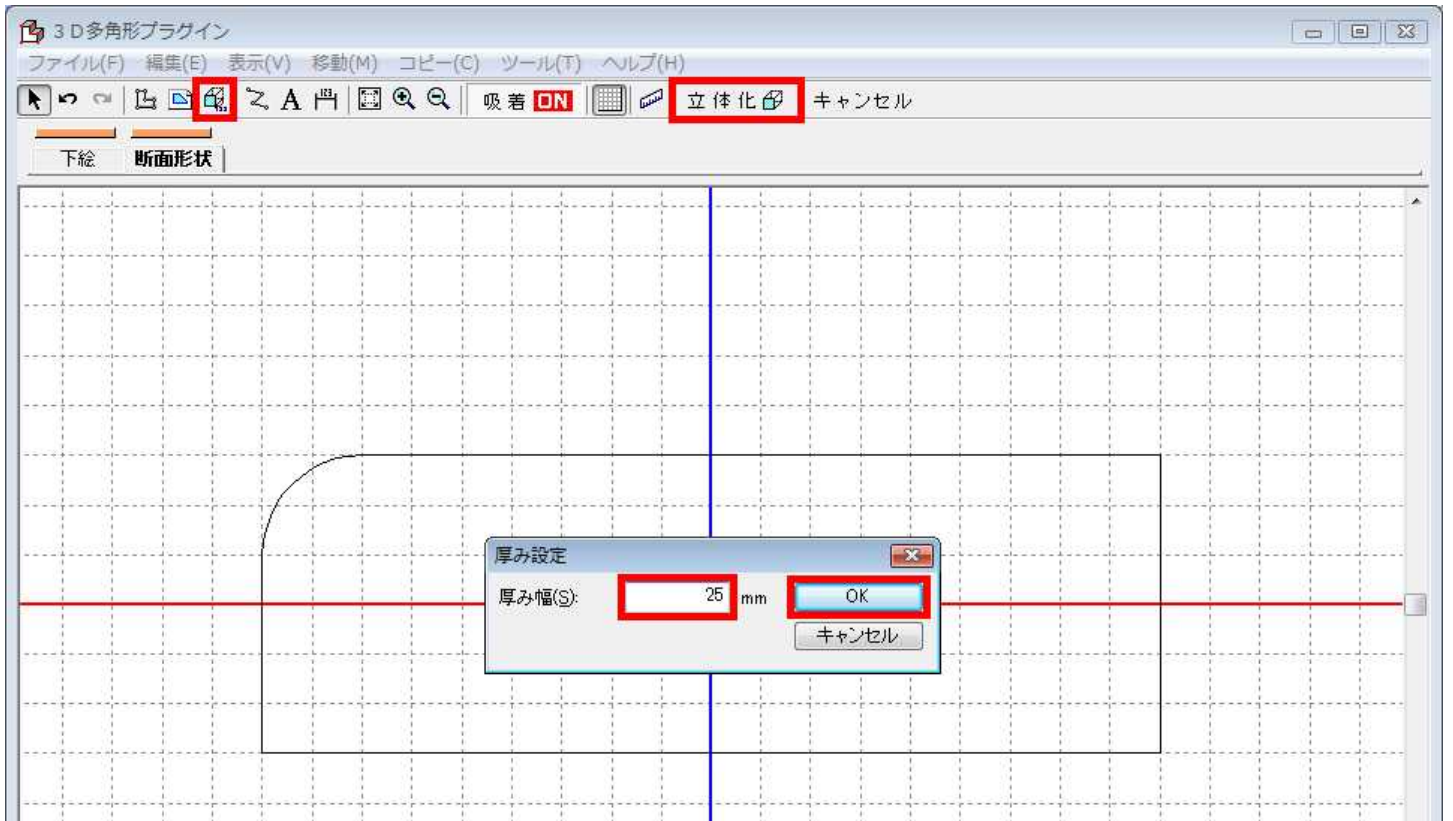 3D多角形プラグイン
ファイル(F) 編集(E) 表示(V) 移動(M) コピー(C) ツール(T) ヘルプ(H)
A 吸着 ON 立体化 キャンセル
下絵 断面形状
厚み設定
厚み幅(S): 25 mm OK
キャンセル